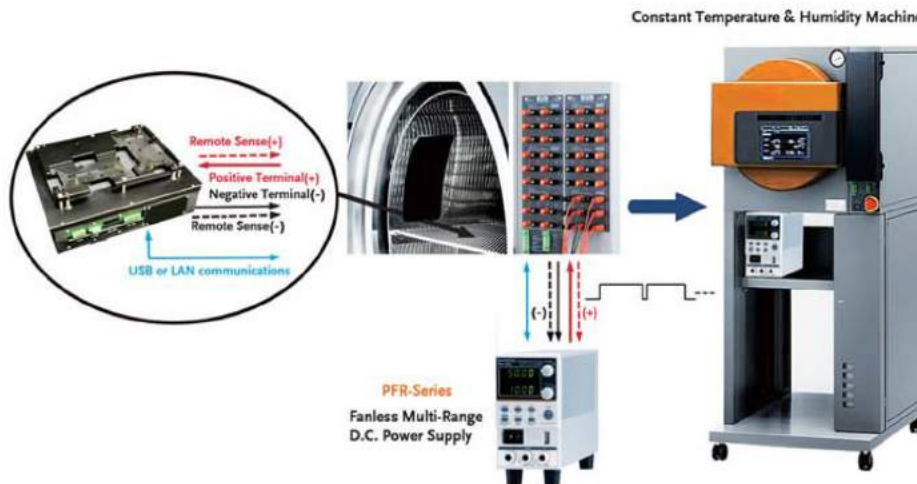 Constant Temperature & Humidity Machine
Remote Sense(+)
Positive Terminal(+)
Negative Terminal(-)
Remote Sense(-)
USB or LAN communications
(-)
(+)
PFR-Series
Fanless Multi-Range
D.C. Power Supply